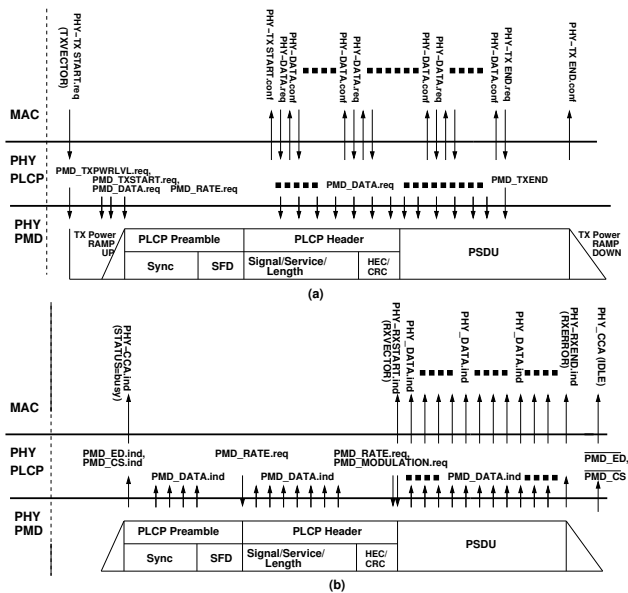 PHY-TX START.req
(TXVECTOR)
PHY-TX START.conf
PHY-DATA.req
PHY-DATA.conf
PHY-DATA.conf
PHY-DATA.req
PHY-DATA.conf
PHY-DATA.req
PHY-DATA.conf
PHY-TX END.req
PHY-TX END.conf
MAC
PHY
PLCP
PMD_TXPWRLVL.req,
PMD_TXSTART.req,
PMD_DATA.req
PMD_RATE.req
PMD_DATA.req
PMD_TXEND
PHY
PMD
TX Power
RAMP
UP
PLCP Preamble
PLCP Header
PSDU
TX Power
RAMP
DOWN
Sync
SFD
Signal/Service/
Length
HEC/
CRC
(a)
PHY-CCA.ind
(STATUS=busy)
PHY-RXSTART.ind
(RXVECTOR)
PHY_DATA.ind
PHY_DATA.ind
PHY_DATA.ind
PHY-RXEND.ind
(RXERROR)
PHY_CCA (IDLE)
MAC
PHY
PLCP
PMD_ED.ind,
PMD_CS.ind
PMD_DATA.ind
PMD_RATE.req
PMD_DATA.ind
PMD_RATE.req,
PMD_MODULATION.req
PMD_DATA.ind
PMD_ED,
PMD_CS
PHY
PMD
PLCP Preamble
PLCP Header
PSDU
Sync
SFD
Signal/Service/
Length
HEC/
CRC
(b)